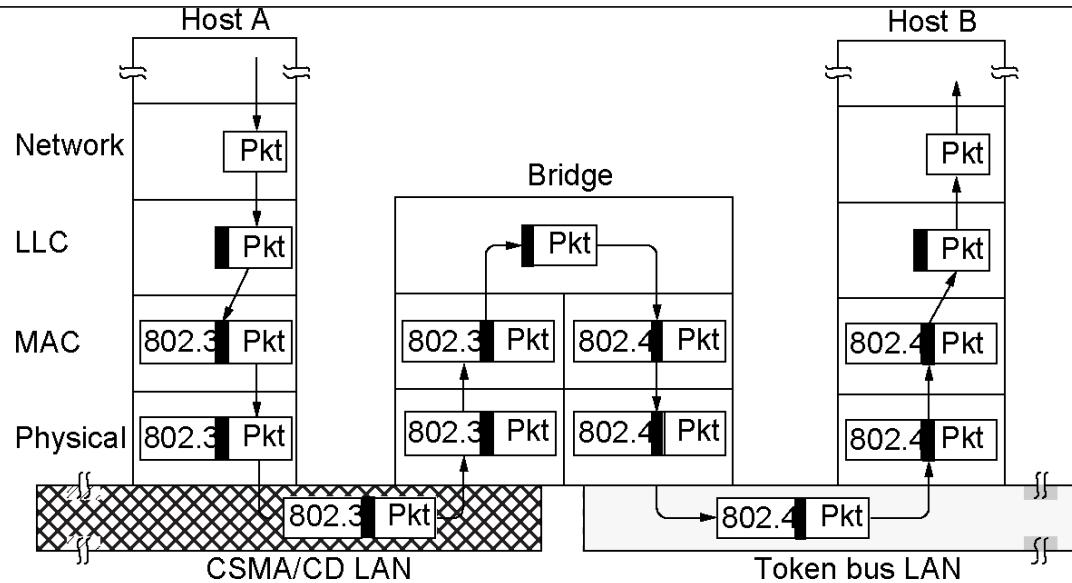 Host A
Host B
Network
Pkt
Pkt
Bridge
LLC
Pkt
Pkt
Pkt
MAC
802.3 Pkt
802.3 Pkt
802.4 Pkt
802.4 Pkt
Physical
802.3 Pkt
802.3 Pkt
802.4 Pkt
802.4 Pkt
802.3 Pkt
802.4 Pkt
CSMA/CD LAN
Token bus LAN